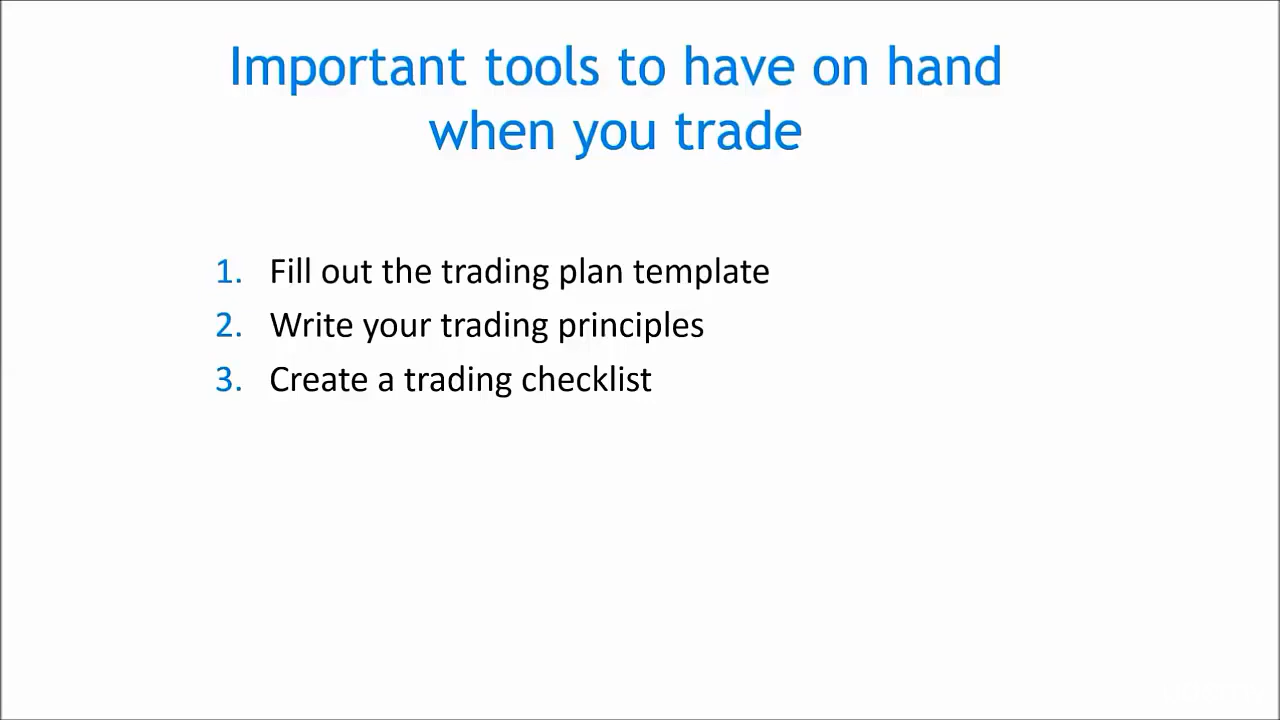 Important tools to have on hand
when you trade
1. Fill out the trading plan template
2. Write your trading principles
3. Create a trading checklist